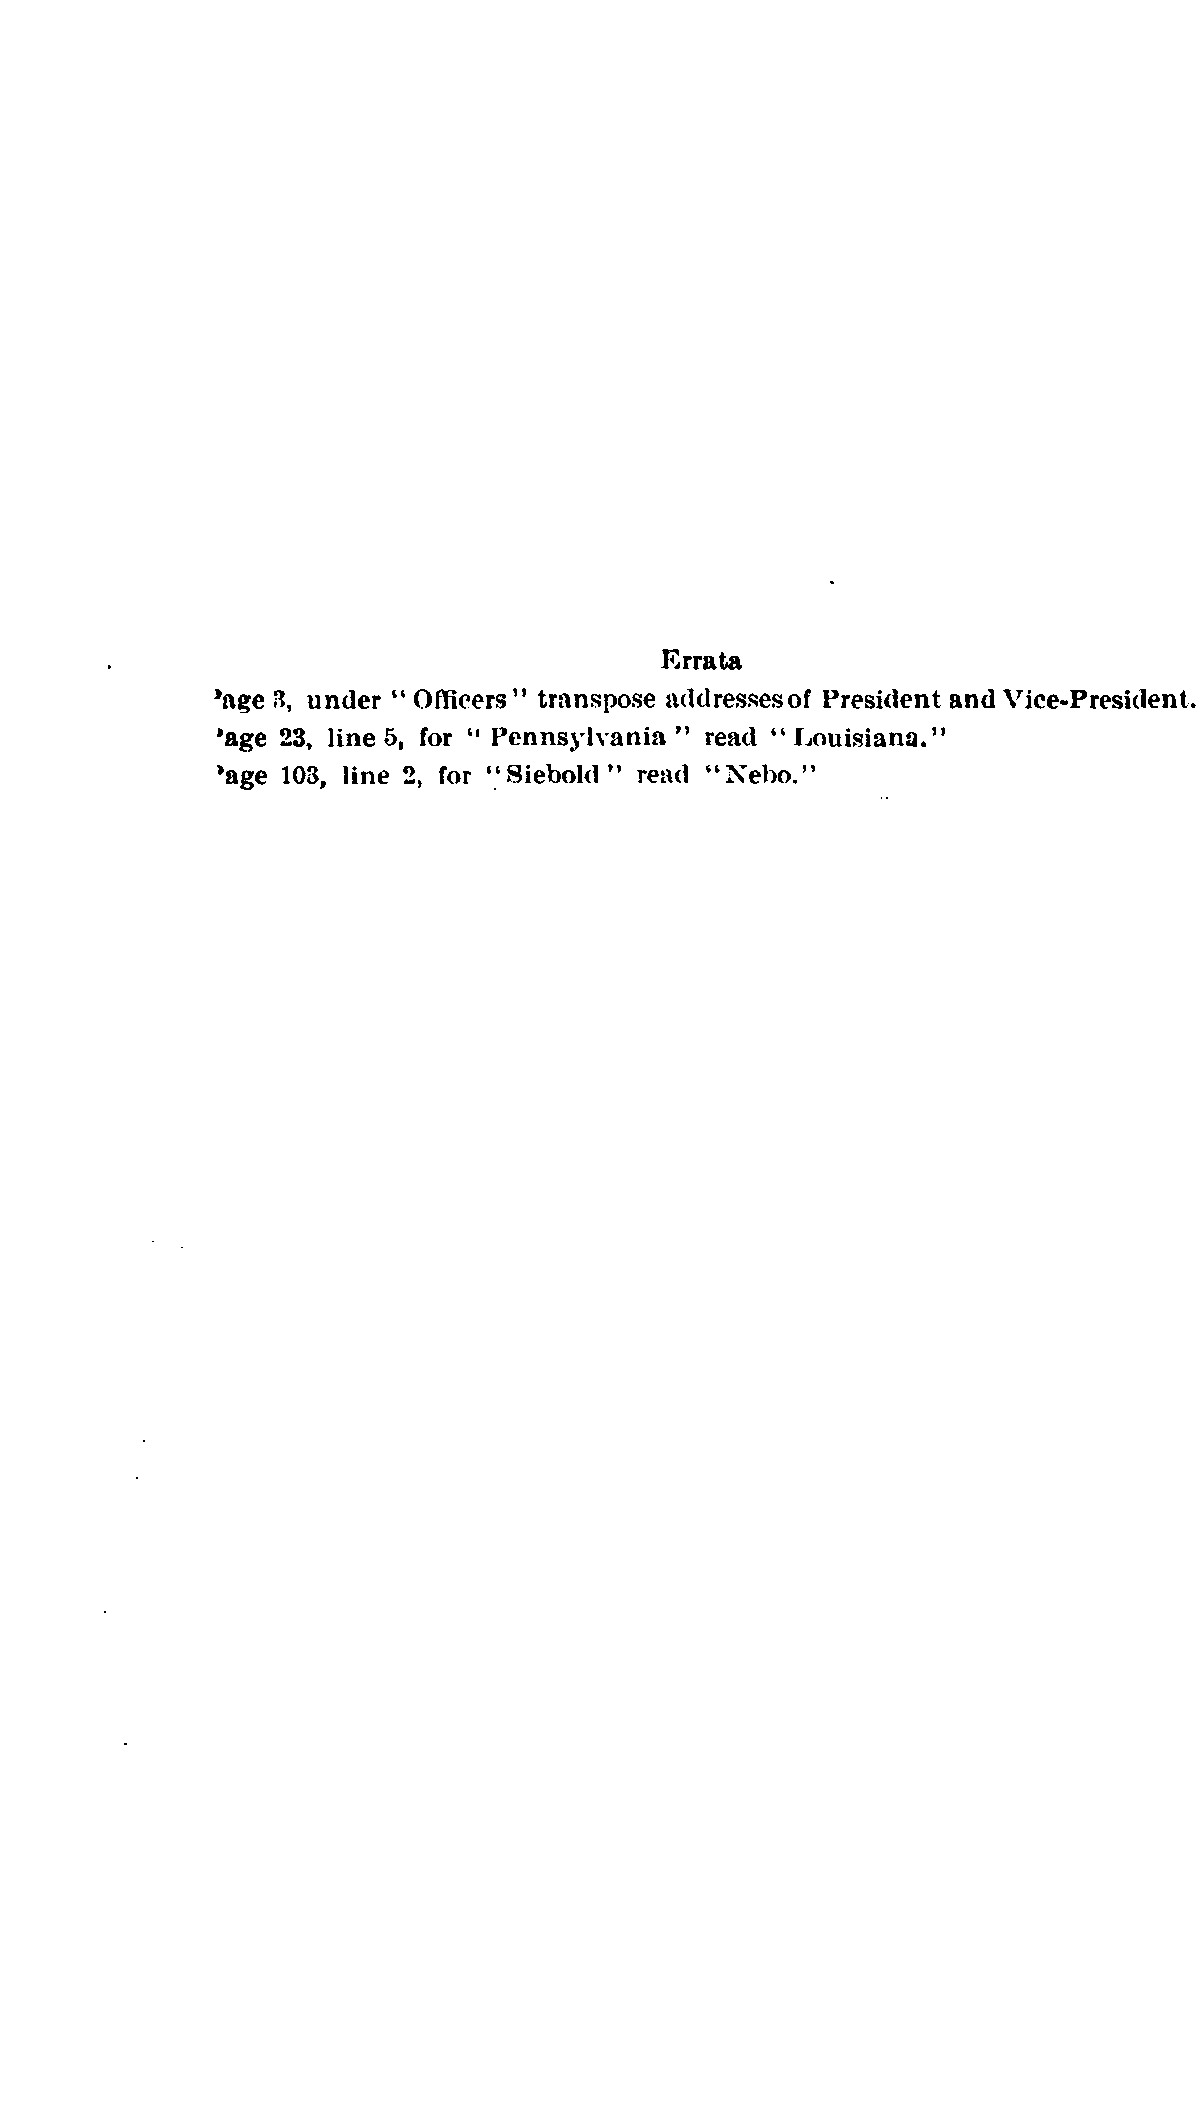 Errata
'age 3, under "Officers" transpose addresses of President and Vice-President.
'age 23, line 5, for "Pennsylvania" read "Louisiana."
'age 103, line 2, for "Siebold" read "Nebo."